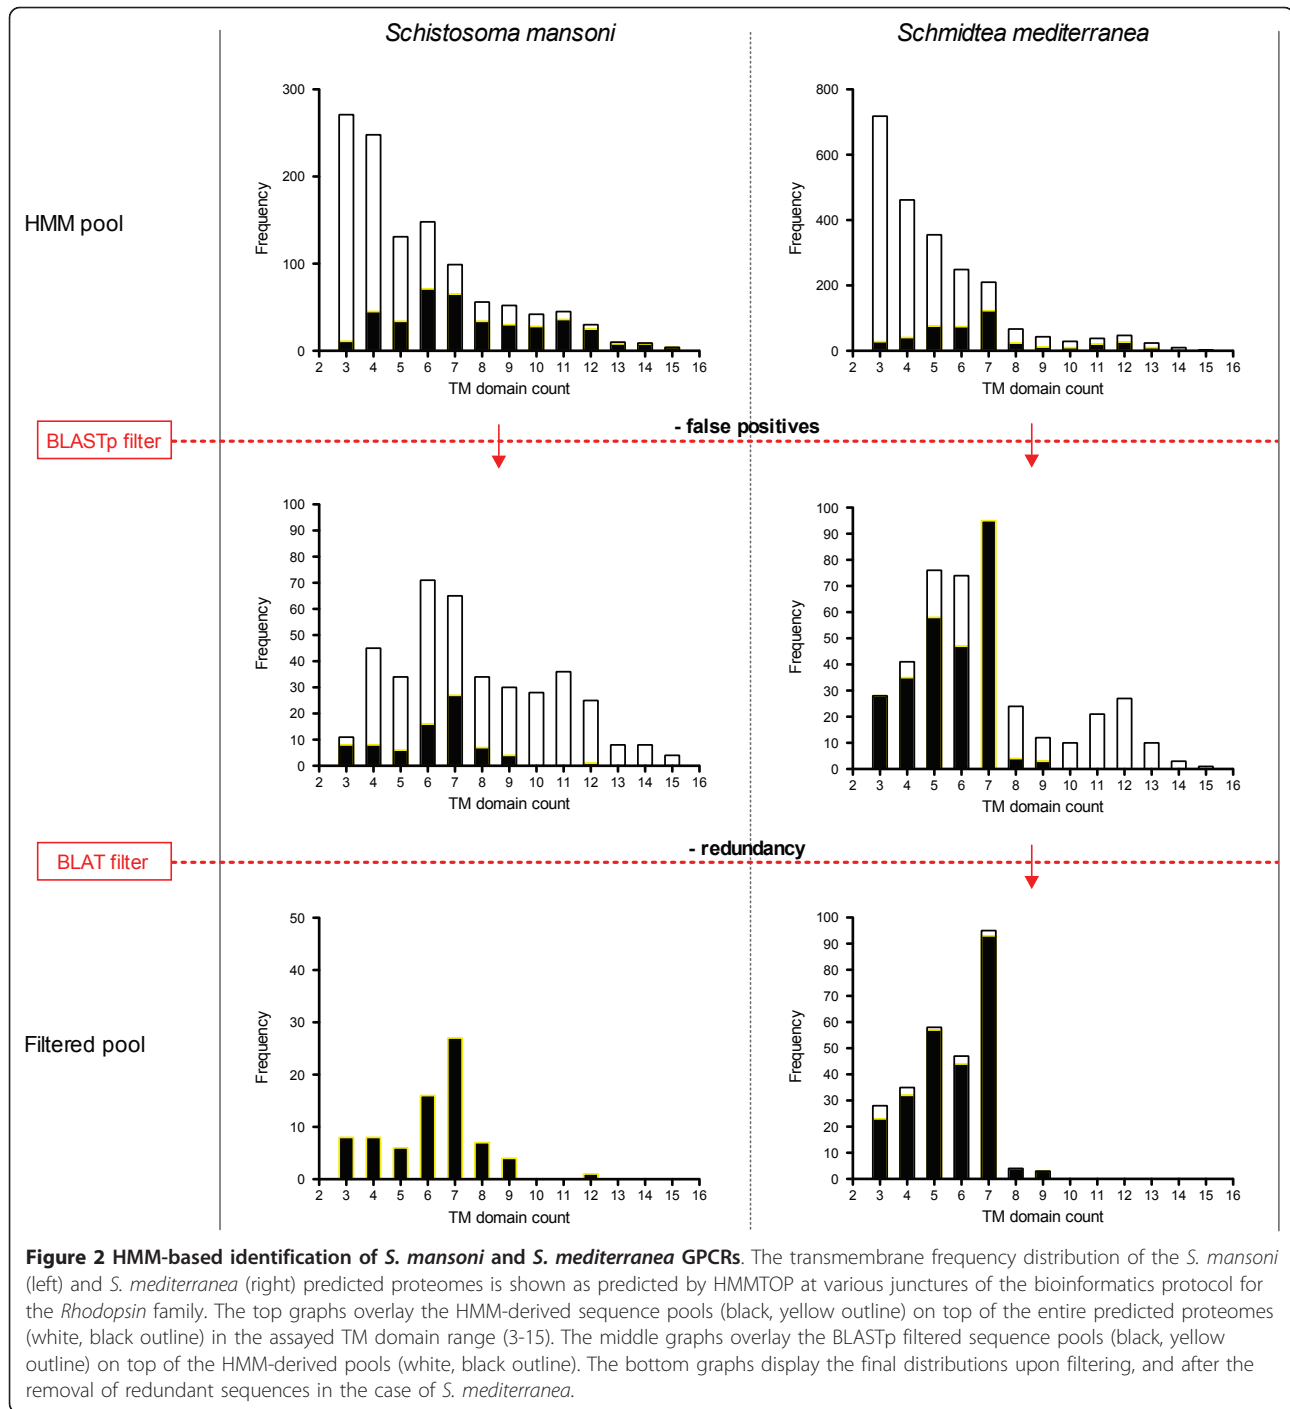 Schistosoma mansoni
Schmidtea mediterranea
HMM pool
300
200
100
0
Frequency
2 3 4 5 6 7 8 9 10 11 12 13 14 15 16
TM domain count
800
600
400
200
0
Frequency
2 3 4 5 6 7 8 9 10 11 12 13 14 15 16
TM domain count
BLASTp filter
- false positives
100
90
80
70
60
50
40
30
20
10
0
Frequency
2 3 4 5 6 7 8 9 10 11 12 13 14 15 16
TM domain count
100
90
80
70
60
50
40
30
20
10
0
Frequency
2 3 4 5 6 7 8 9 10 11 12 13 14 15 16
TM domain count
BLAT filter
- redundancy
Filtered pool
50
40
30
20
10
0
Frequency
2 3 4 5 6 7 8 9 10 11 12 13 14 15 16
TM domain count
100
90
80
70
60
50
40
30
20
10
0
Frequency
2 3 4 5 6 7 8 9 10 11 12 13 14 15 16
TM domain count
Figure 2 HMM-based identification of S. mansoni and S. mediterranea GPCRs. The transmembrane frequency distribution of the S. mansoni
(left) and S. mediterranea (right) predicted proteomes is shown as predicted by HMMTOP at various junctures of the bioinformatics protocol for
the Rhodopsin family. The top graphs overlay the HMM-derived sequence pools (black, yellow outline) on top of the entire predicted proteomes
(white, black outline) in the assayed TM domain range (3-15). The middle graphs overlay the BLASTp filtered sequence pools (black, yellow
outline) on top of the HMM-derived pools (white, black outline). The bottom graphs display the final distributions upon filtering, and after the
removal of redundant sequences in the case of S. mediterranea.